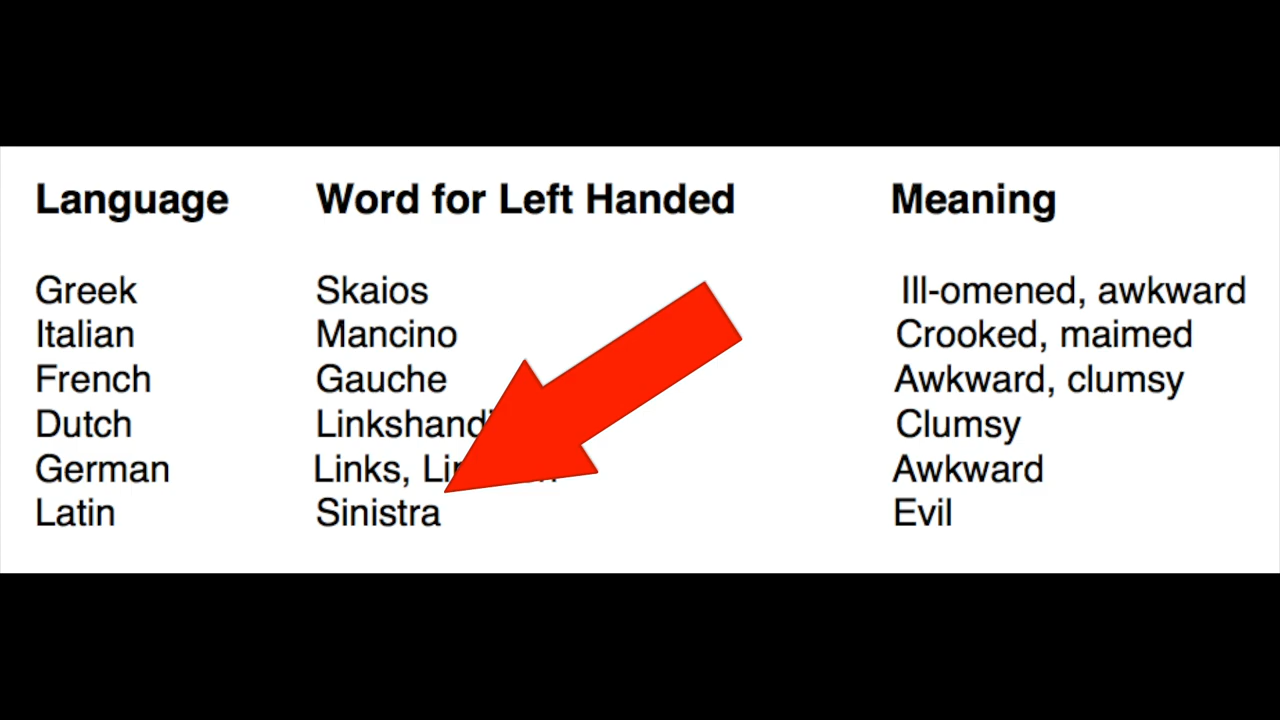 Language Word for Left Handed Meaning
Greek Skaios Ill-omened, awkward
Italian Mancino Crooked, maimed
French Gauche Awkward, clumsy
Dutch Clumsy
German Links, Awkward
Latin Sinistra Evil